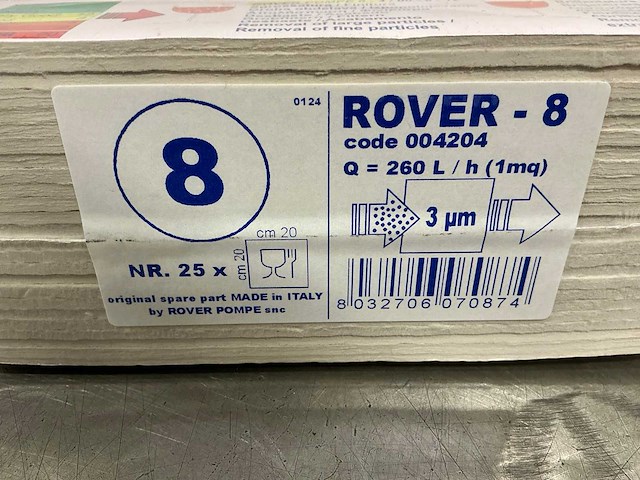 Removal of fine particles
0124
8
cm 20
cm 20
NR. 25 x
original spare part MADE in ITALY
by ROVER POMPE snc
ROVER - 8
code 004204
Q = 260 L / h (1mq)
3 µm
8 032706 070874